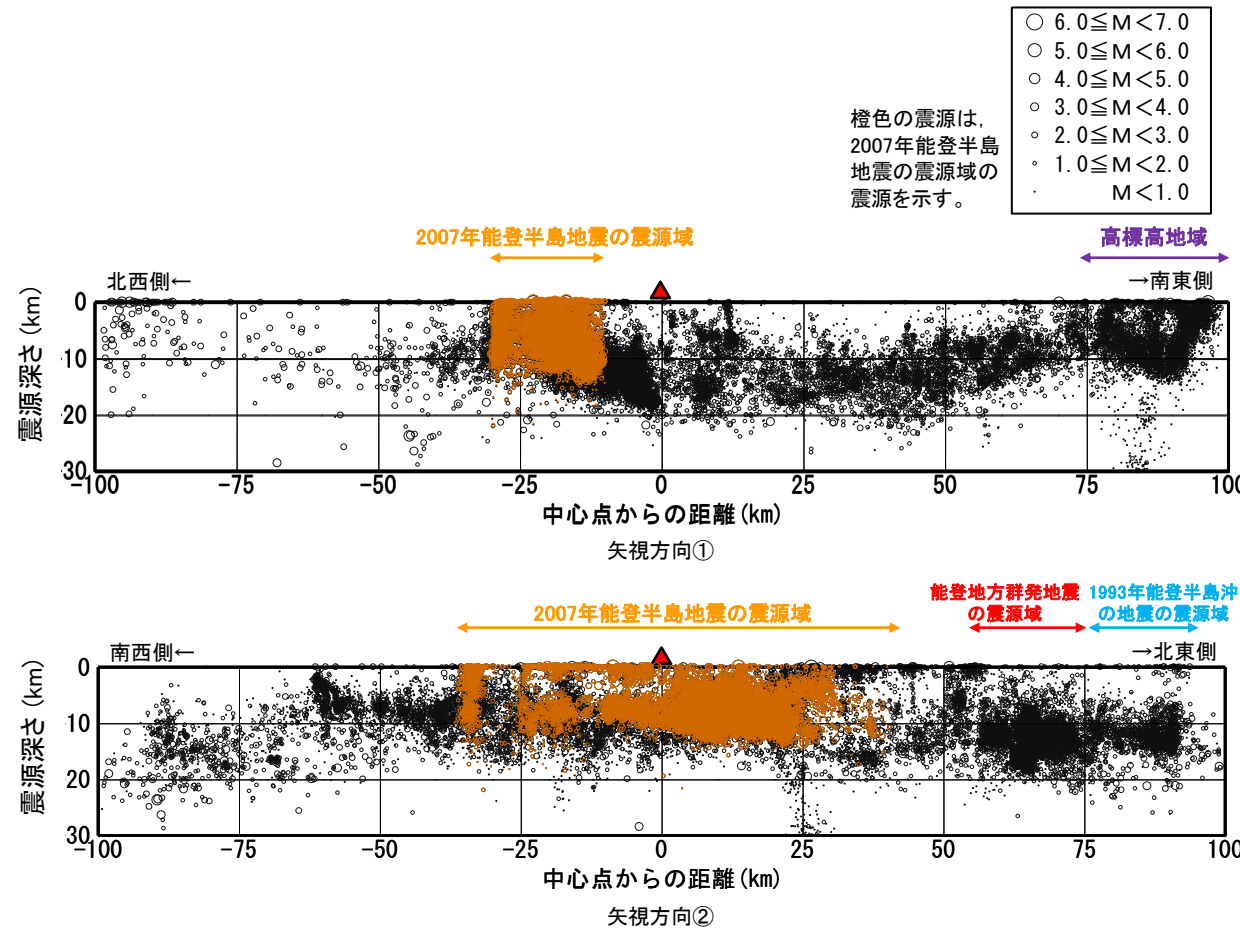 ○ 6.0≦M<7.0
○ 5.0≦M<6.0
○ 4.0≦M<5.0
○ 3.0≦M<4.0
○ 2.0≦M<3.0
○ 1.0≦M<2.0
・ M<1.0
橙色の震源は,
2007年能登半島
地震の震源域の
震源を示す。
2007年能登半島地震の震源域
高標高地域
北西側←
→南東側
震源深さ(km)
0
10
20
30
-100 -75 -50 -25 0 25 50 75 100
中心点からの距離(km)
矢視方向①
2007年能登半島地震の震源域
能登地方群発地震
の震源域
1993年能登半島沖
の地震の震源域
南西側←
→北東側
震源深さ(km)
0
10
20
30
-100 -75 -50 -25 0 25 50 75 100
中心点からの距離(km)
矢視方向②